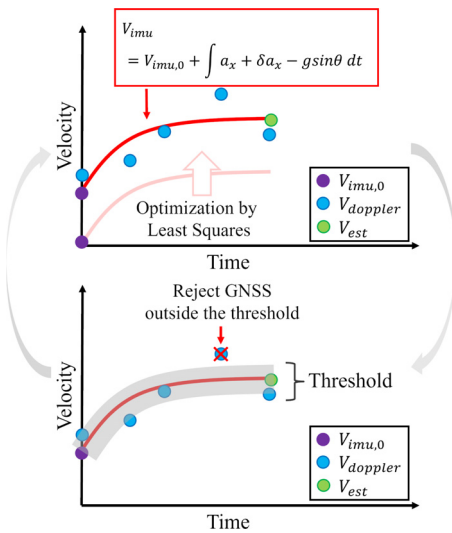 V_imu
= V_imu,0 + ∫ a_x + δa_x − gsinθ dt
Velocity
Optimization by
Least Squares
V_imu,0
V_doppler
V_est
Time
Reject GNSS
outside the threshold
Velocity
Threshold
V_imu,0
V_doppler
V_est
Time